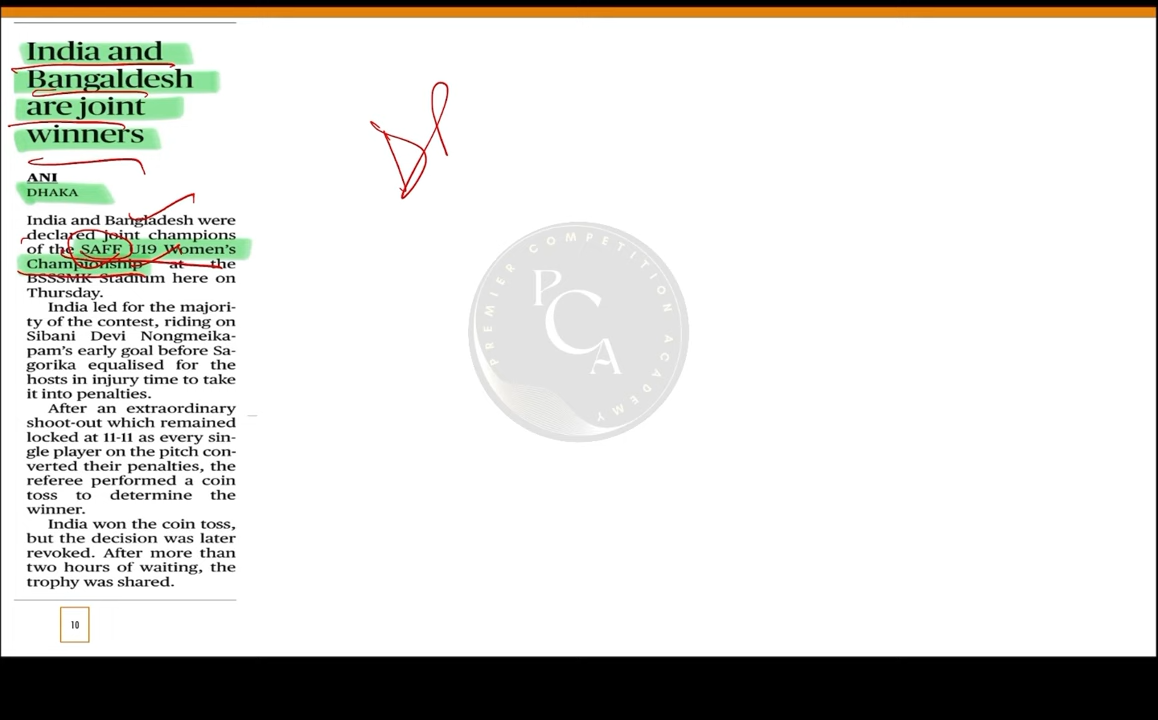 India and
Bangaldesh
are joint
winners
ANI
DHAKA
India and Bangladesh were
declared joint champions
of the SAFF U19 Women's
Championship at the
BSSSMK Stadium here on
Thursday.
India led for the majori-
ty of the contest, riding on
Sibani Devi Nongmeika-
pam's early goal before Sa-
gorika equalised for the
hosts in injury time to take
it into penalties.
After an extraordinary
shoot-out which remained
locked at 11-11 as every sin-
gle player on the pitch con-
verted their penalties, the
referee performed a coin
toss to determine the
winner.
India won the coin toss,
but the decision was later
revoked. After more than
two hours of waiting, the
trophy was shared.
10
PREMIER COMPETITION ACADEMY
PCA